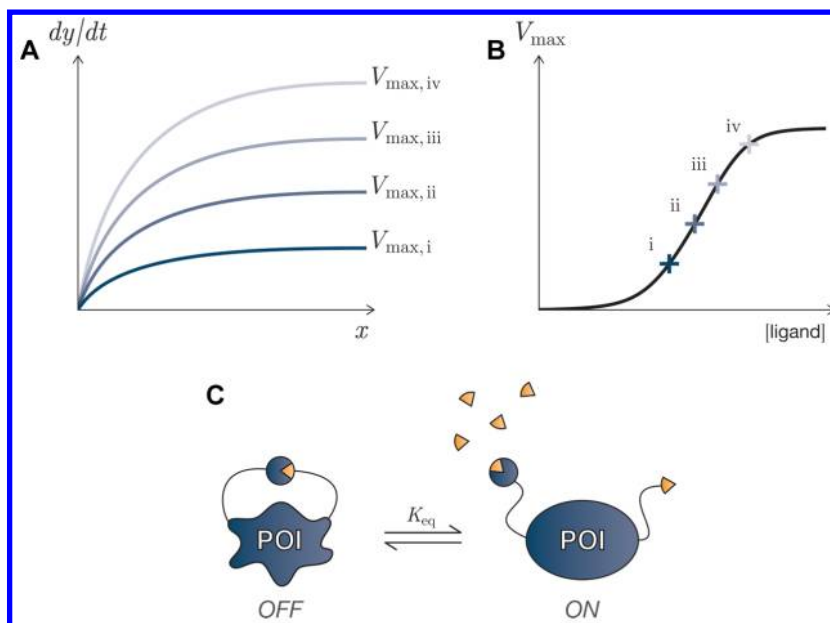 A
dy/dt
V_max, iv
V_max, iii
V_max, ii
V_max, i
x
B
V_max
iv
iii
ii
i
[ligand]
C
POI
OFF
K_eq
POI
ON